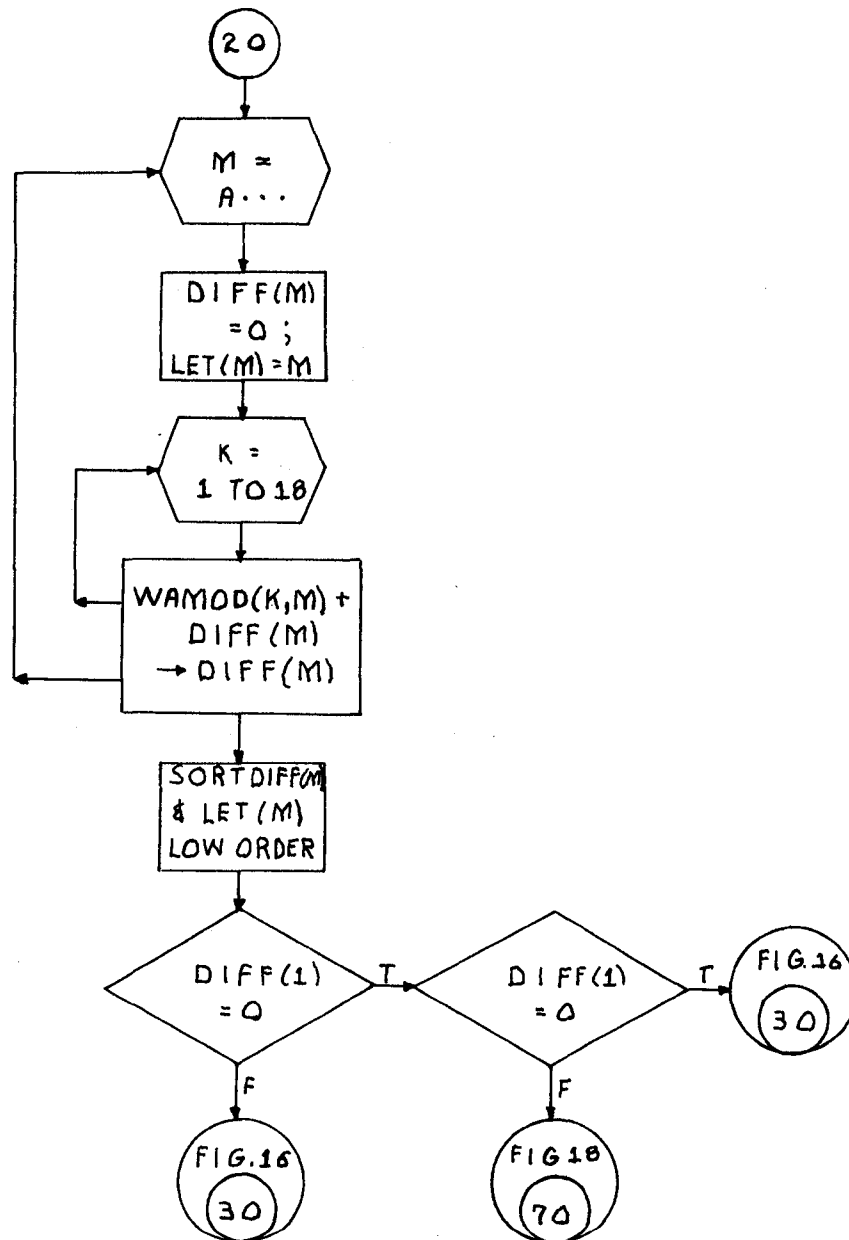 20
M =
A...
DIFF(M)
=0;
LET(M)=M
K =
1 TO 18
WAMOD(K,M)+
DIFF(M)
→ DIFF(M)
SORT DIFF(M)
& LET(M)
LOW ORDER
DIFF(1)
=0
T
DIFF(1)
=0
T
FIG.16
30
F
F
FIG.16
30
FIG 18
70